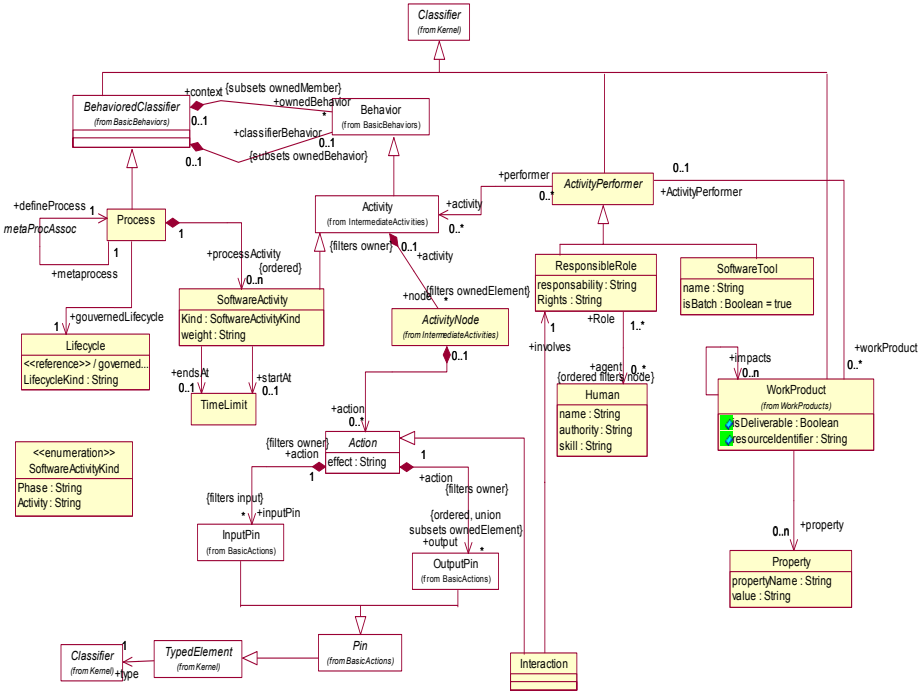 Classifier
(from Kernel)
BehavioredClassifier
(from BasicBehaviors)
+context
{subsets ownedMember}
+ownedBehavior
0..1
*
Behavior
(from BasicBehaviors)
+classifierBehavior
0..1
0..1
{subsets ownedBehavior}
+defineProcess
1
metaProcAssoc
Process
1
1
+metaprocess
+processActivity
{ordered}
0..n
Activity
(from IntermediateActivities)
{filters owner}
+activity
0..*
+performer
0..*
ActivityPerformer
0..1
+ActivityPerformer
0..1
+activity
{filters ownedElement}
+node
*
ActivityNode
(from IntermediateActivities)
0..1
ResponsibleRole
responsability : String
Rights : String
SoftwareTool
name : String
isBatch : Boolean = true
SoftwareActivity
Kind : SoftwareActivityKind
weight : String
+gouvernedLifecycle
1
Lifecycle
<<reference>> / governed...
LifecycleKind : String
+endsAt
0..1
+startAt
0..1
TimeLimit
1
+involves
1..*
+Role
+agent
0..*
{ordered filters node}
Human
name : String
authority : String
skill : String
+impacts
0..n
+workProduct
0..*
WorkProduct
(from WorkProducts)
isDeliverable : Boolean
resourceIdentifier : String
+action
0..*
Action
effect : String
{filters owner}
+action
1
1
+action
{filters owner}
<<enumeration>>
SoftwareActivityKind
Phase : String
Activity : String
{filters input}
*
+inputPin
InputPin
(from BasicActions)
{ordered, union
subsets ownedElement}
+output
*
OutputPin
(from BasicActions)
0..n
+property
Property
propertyName : String
value : String
Pin
(from BasicActions)
TypedElement
(from Kernel)
Classifier
(from Kernel)
1
+type
Interaction